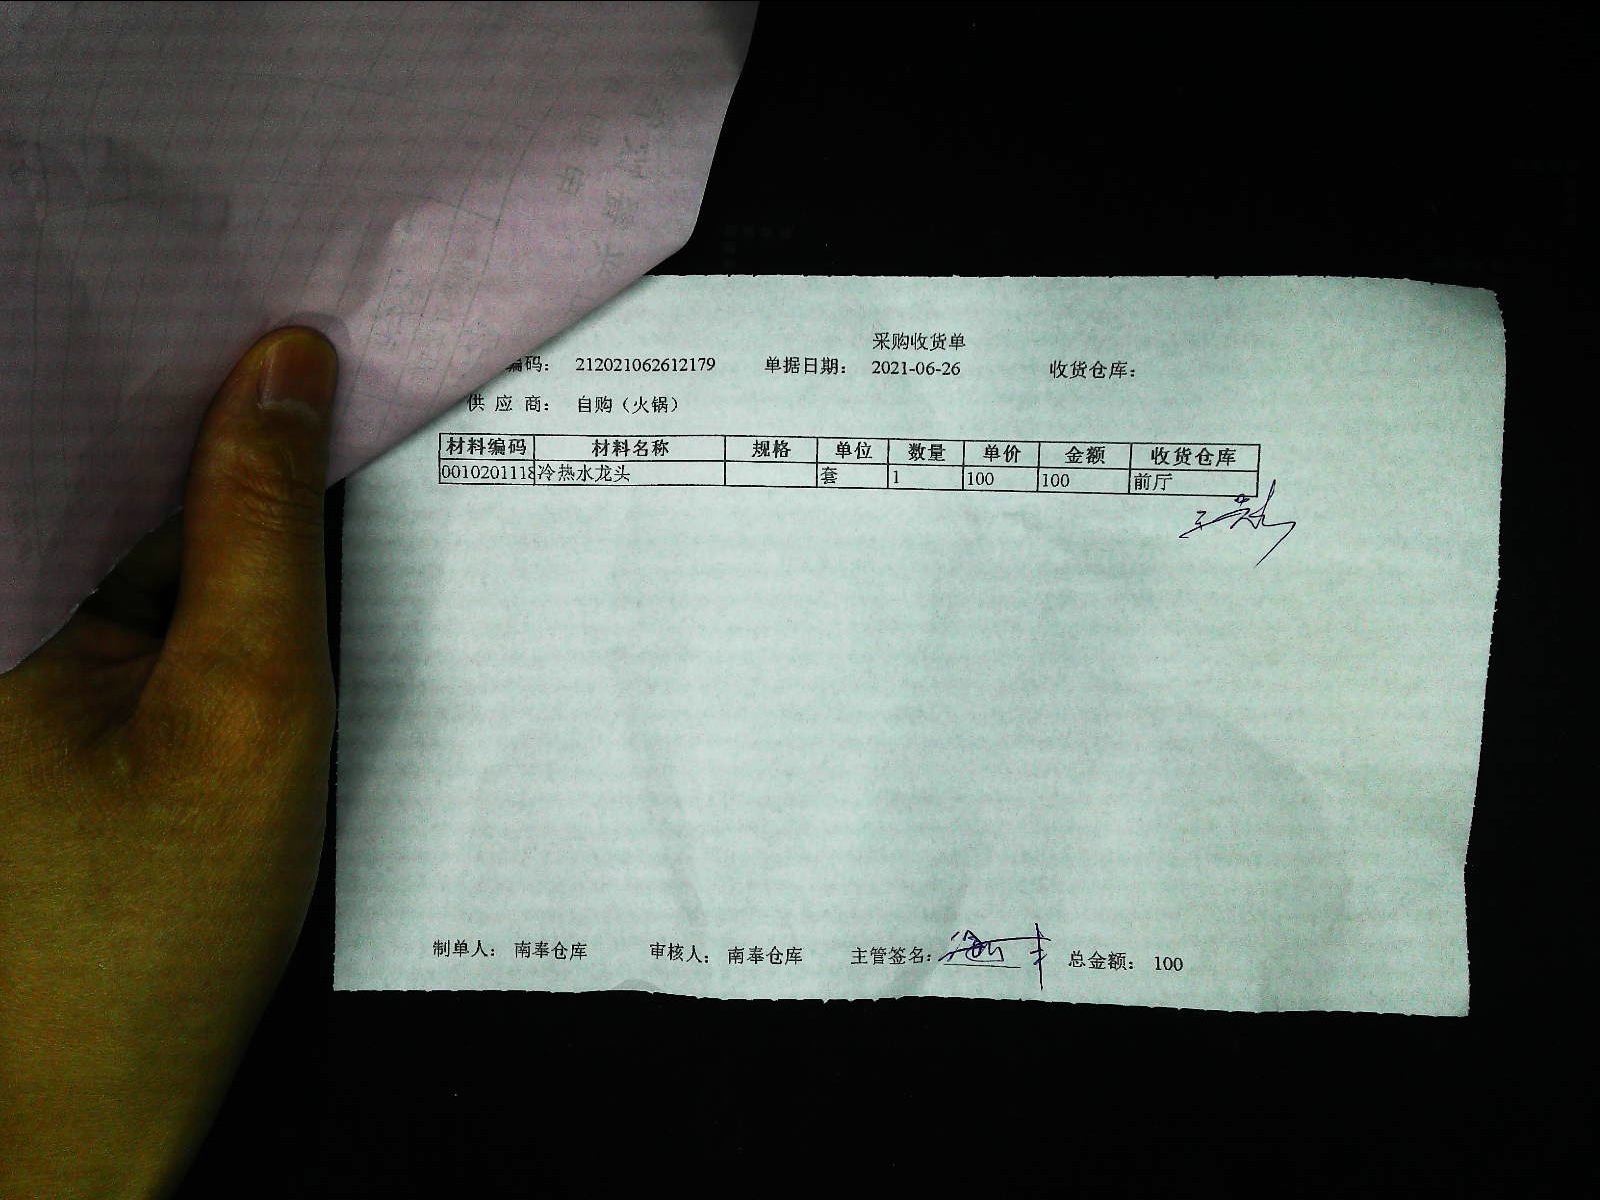 采购收货单
编码： 212021062612179 单据日期： 2021-06-26 收货仓库：
供 应 商： 自购（火锅）
材料编码 材料名称 规格 单位 数量 单价 金额 收货仓库
0010201118 冷热水龙头 套 1 100 100 前厅
制单人： 南奉仓库 审核人： 南奉仓库 主管签名： 总金额： 100